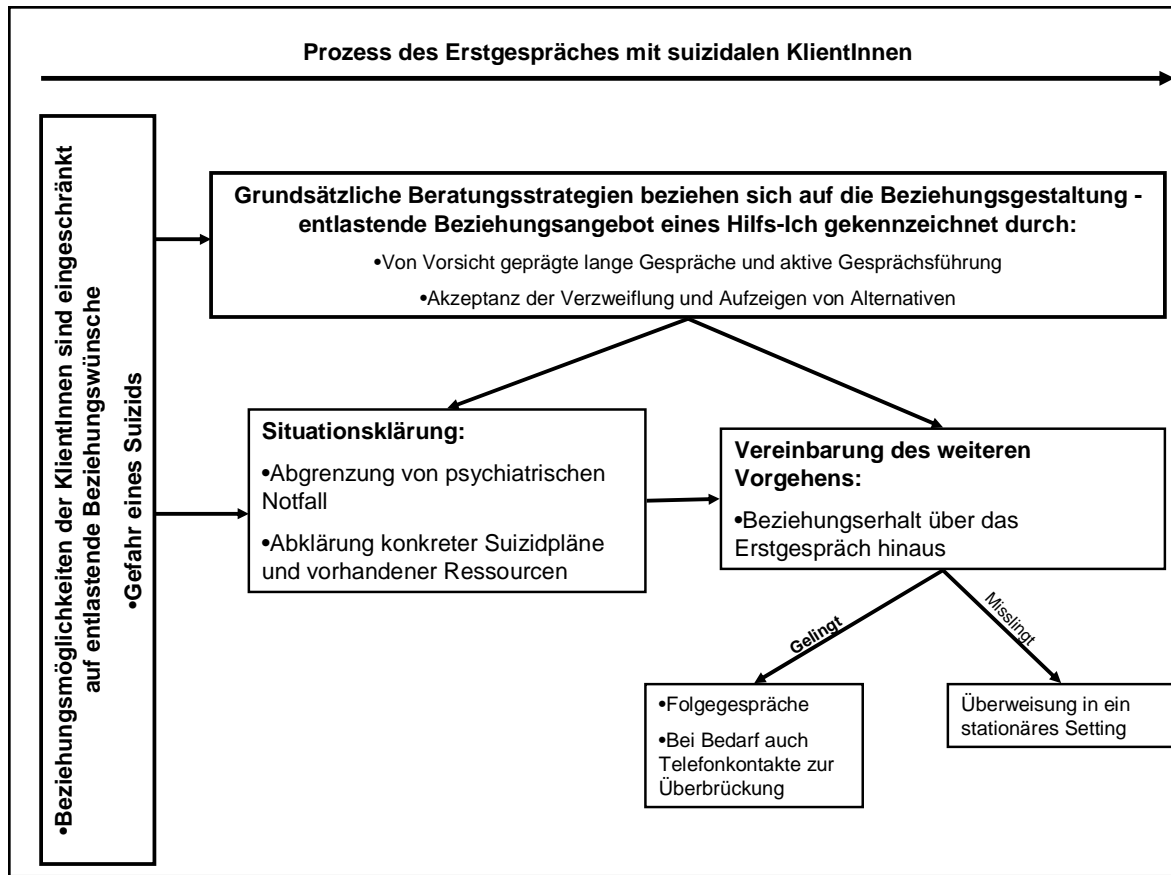 Prozess des Erstgespräches mit suizidalen KlientInnen
•Beziehungsmöglichkeiten der KlientInnen sind eingeschränkt
auf entlastende Beziehungswünsche
•Gefahr eines Suizids
Grundsätzliche Beratungsstrategien beziehen sich auf die Beziehungsgestaltung -
entlastende Beziehungsangebot eines Hilfs-Ich gekennzeichnet durch:
•Von Vorsicht geprägte lange Gespräche und aktive Gesprächsführung
•Akzeptanz der Verzweiflung und Aufzeigen von Alternativen
Situationsklärung:
•Abgrenzung von psychiatrischen
Notfall
•Abklärung konkreter Suizidpläne
und vorhandener Ressourcen
Vereinbarung des weiteren
Vorgehens:
•Beziehungserhalt über das
Erstgespräch hinaus
Gelingt
Misslingt
•Folgegespräche
•Bei Bedarf auch
Telefonkontakte zur
Überbrückung
Überweisung in ein
stationäres Setting